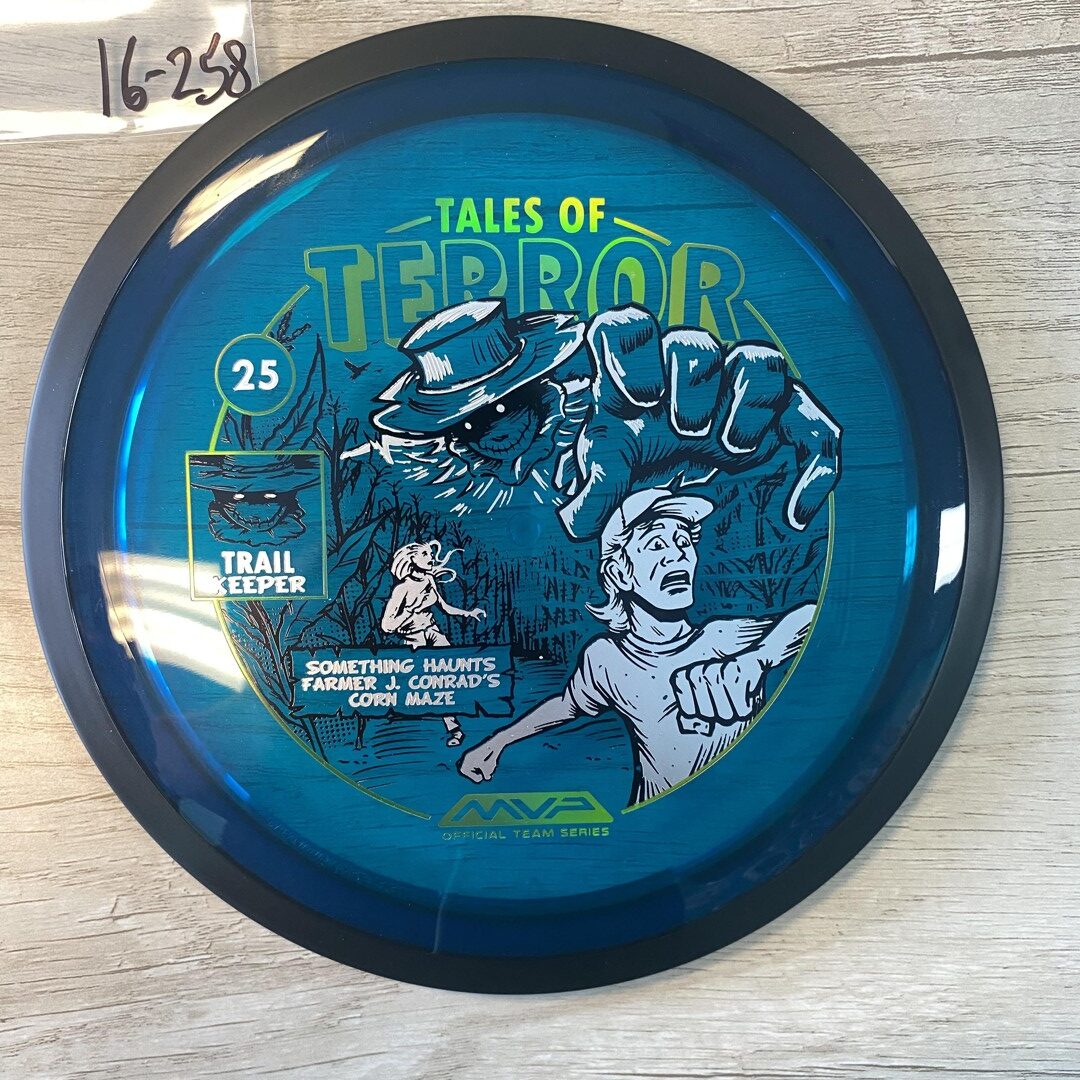 16-258
TALES OF
TERROR
25
TRAIL
KEEPER
SOMETHING HAUNTS
FARMER J. CONRAD'S
CORN MAZE
MVP
OFFICIAL TEAM SERIES